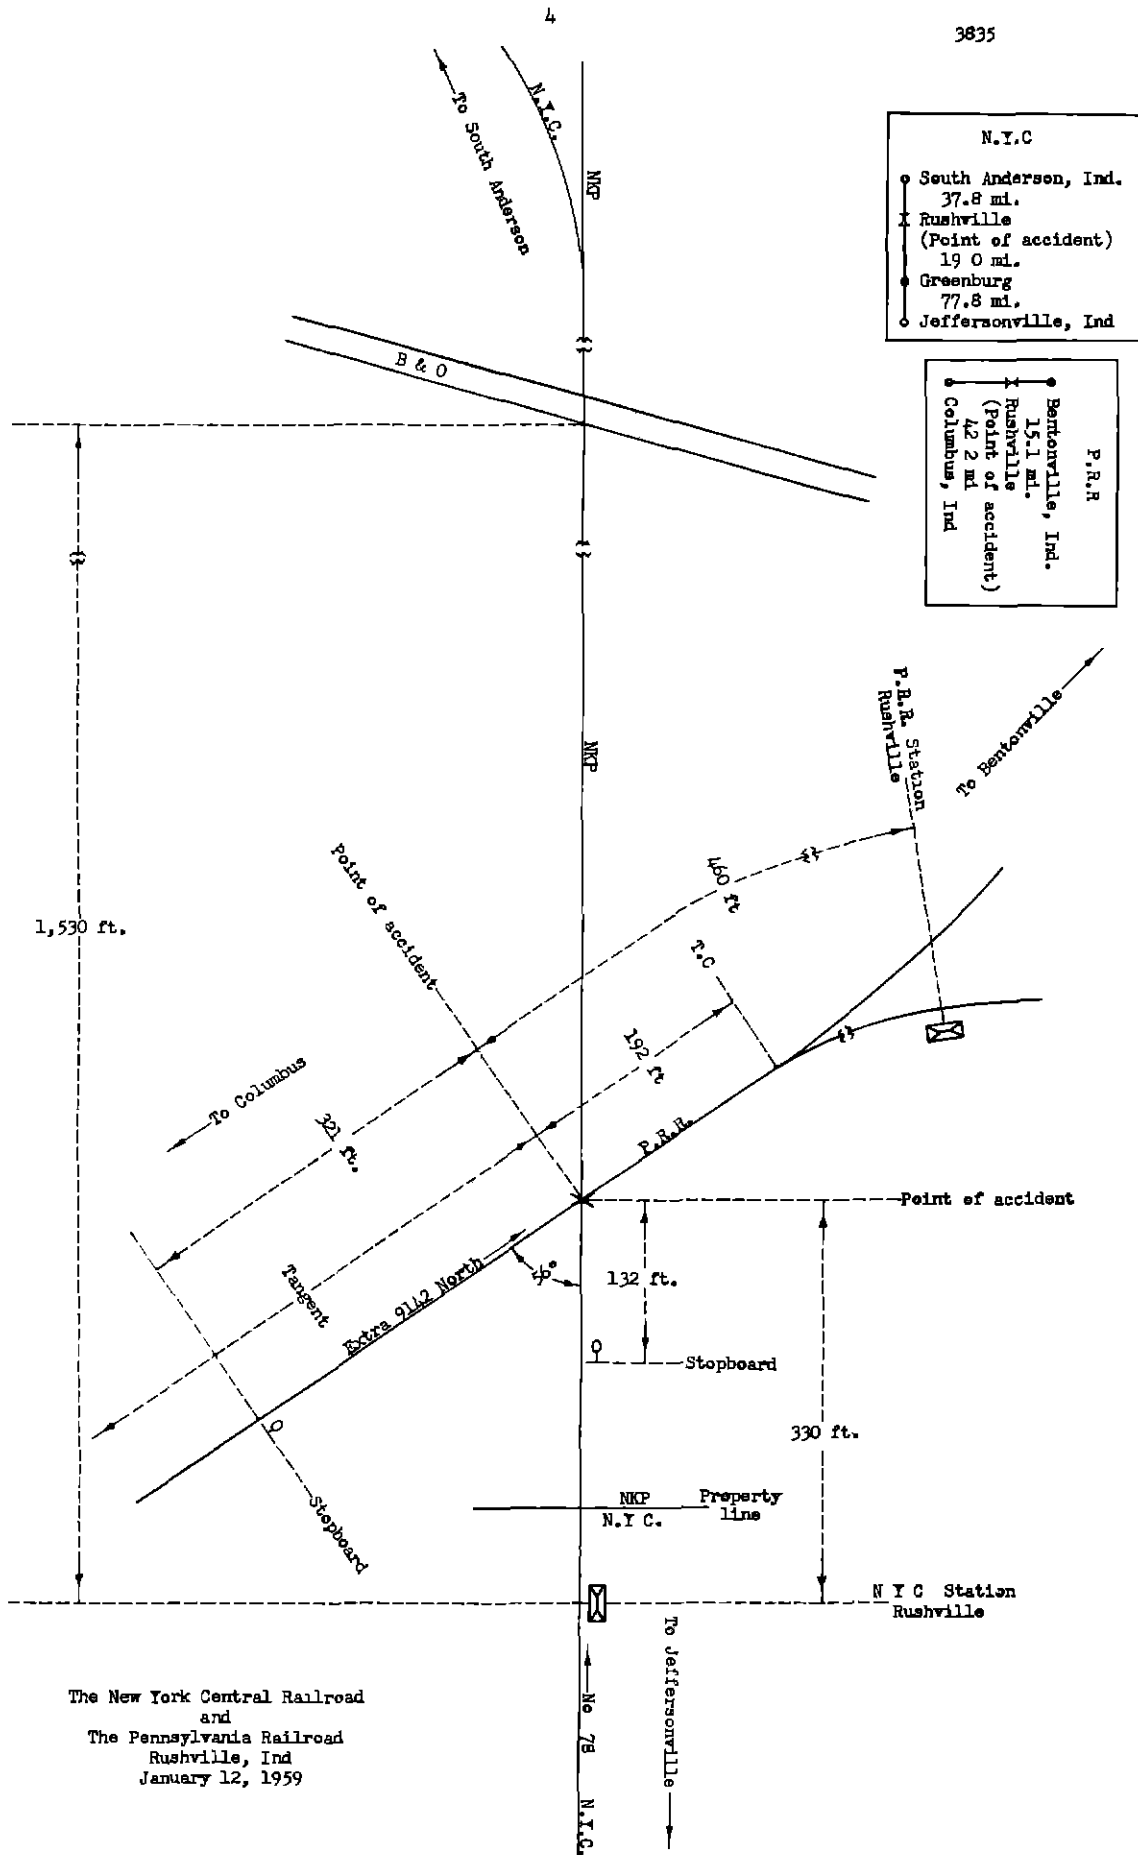 4
3835
N.Y.C.
To South Anderson
NKP
N.Y.C
South Anderson, Ind.
37.8 mi.
Rushville
(Point of accident)
19 0 mi.
Greenburg
77.8 mi.
Jeffersonville, Ind
B & O
P.R.R
Bentonville, Ind.
15.1 mi.
Rushville
(Point of accident)
42 2 mi
Columbus, Ind
P.R.R. Station
Rushville
To Bentonville
NKP
Point of accident
460 ft
1,530 ft.
T.C
192 ft
To Columbus
321 ft.
P.R.R.
Point of accident
Tangent
Extra 9142 North
56°
132 ft.
Stopboard
330 ft.
Stopboard
NKP
N.Y C.
Property
line
N Y C Station
Rushville
To Jeffersonville
No 78
N.Y.C.
The New York Central Railroad
and
The Pennsylvania Railroad
Rushville, Ind
January 12, 1959